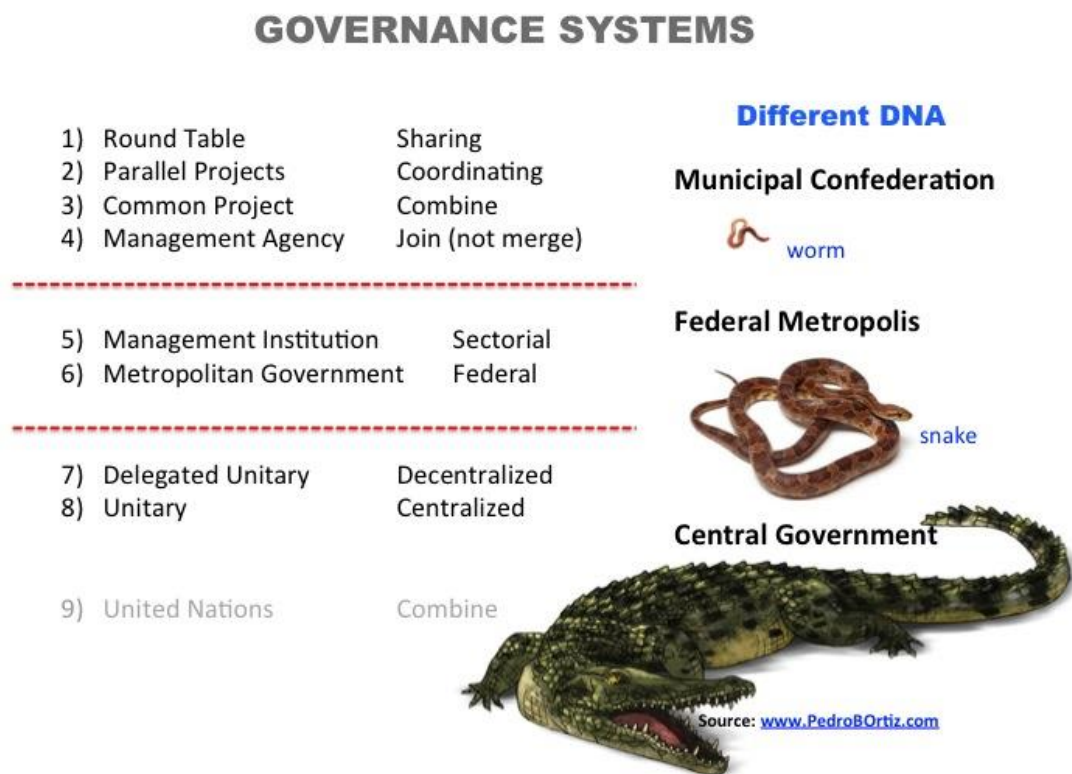 GOVERNANCE SYSTEMS
Different DNA
1) Round Table Sharing
2) Parallel Projects Coordinating
3) Common Project Combine
4) Management Agency Join (not merge)
Municipal Confederation
worm
5) Management Institution Sectorial
6) Metropolitan Government Federal
Federal Metropolis
snake
7) Delegated Unitary Decentralized
8) Unitary Centralized
Central Government
9) United Nations Combine
Source: www.PedroBOrtiz.com